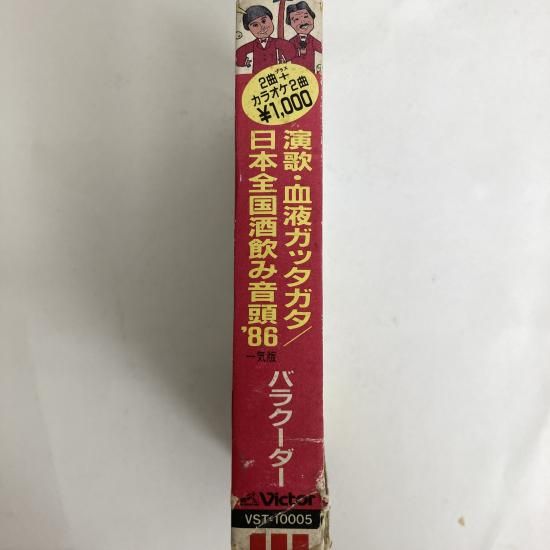 2曲+プラス
カラオケ2曲
¥1,000
演歌・血液ガッタガタ/
日本全国酒飲み音頭'86
一気版
バラクーダー
Victor
VST-10005